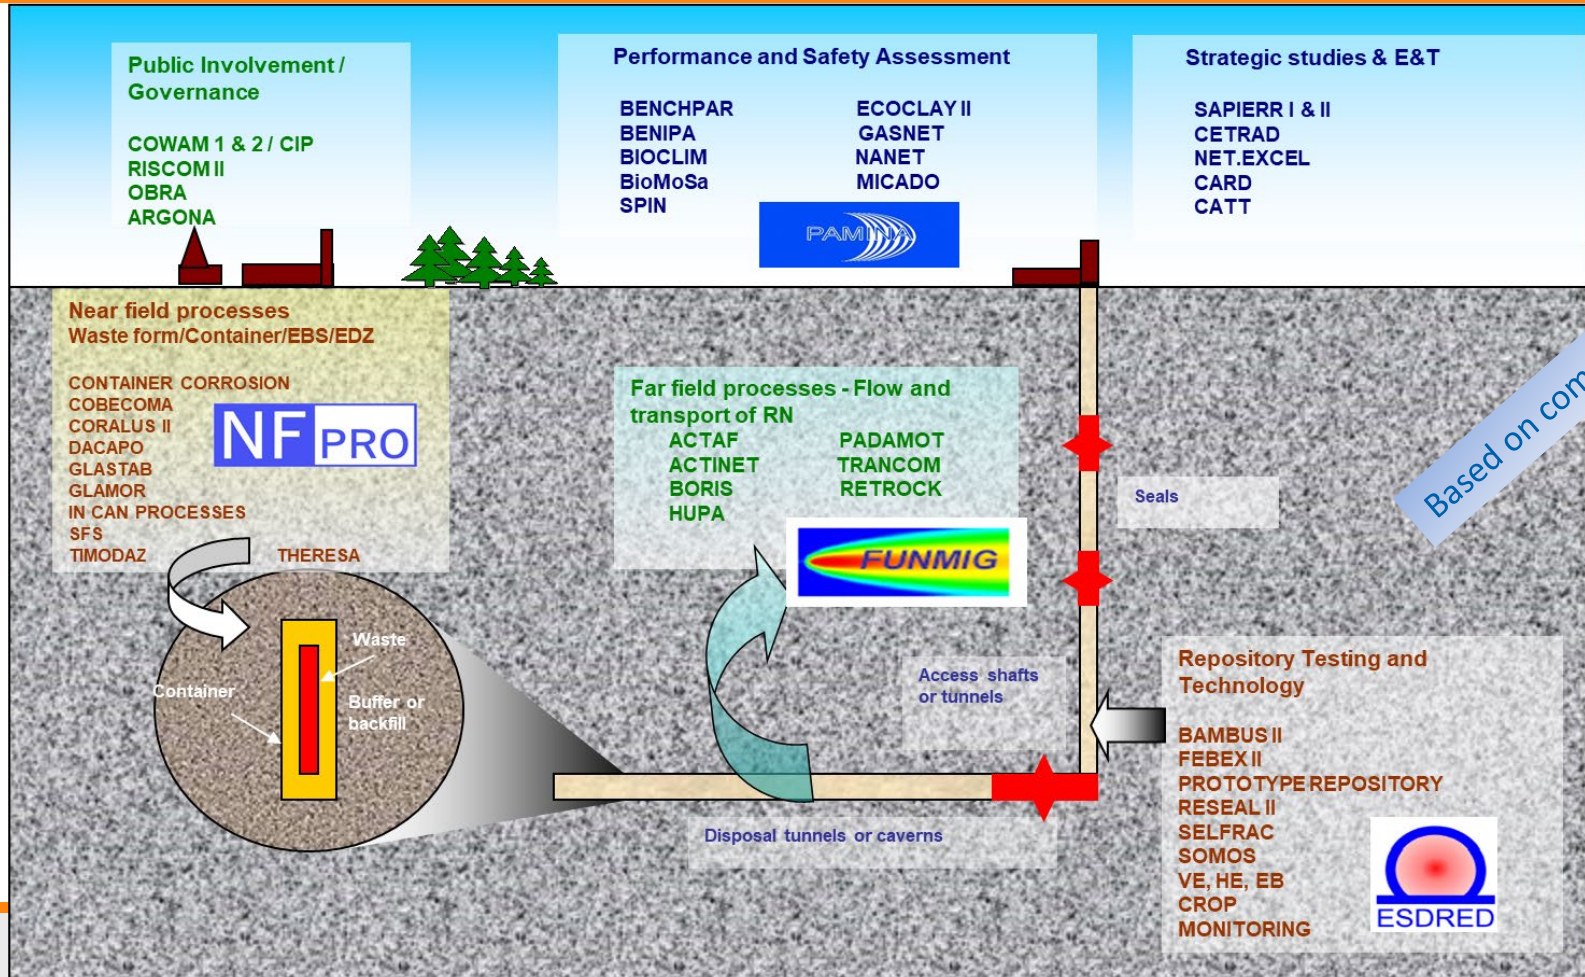 Public Involvement /
Governance
COWAM 1 & 2 / CIP
RISCOM II
OBRA
ARGONA
Performance and Safety Assessment
BENCHPAR
BENIPA
BIOCLIM
BioMoSa
SPIN
ECOCLAY II
GASNET
NANET
MICADO
PAMINA
Strategic studies & E&T
SAPIERR I & II
CETRAD
NET.EXCEL
CARD
CATT
Near field processes
Waste form/Container/EBS/EDZ
CONTAINER CORROSION
COBECOMA
CORALUS II
DACAPO
GLASTAB
GLAMOR
IN CAN PROCESSES
SFS
TIMODAZ
THERESA
NF PRO
Far field processes - Flow and
transport of RN
ACTAF
ACTINET
BORIS
HUPA
PADAMOT
TRANCOM
RETROCK
FUNMIG
Based on com
Seals
Waste
Container
Buffer or
backfill
Access shafts
or tunnels
Disposal tunnels or caverns
Repository Testing and
Technology
BAMBUS II
FEBEX II
PROTOTYPE REPOSITORY
RESEAL II
SELFRAC
SOMOS
VE, HE, EB
CROP
MONITORING
ESDRED